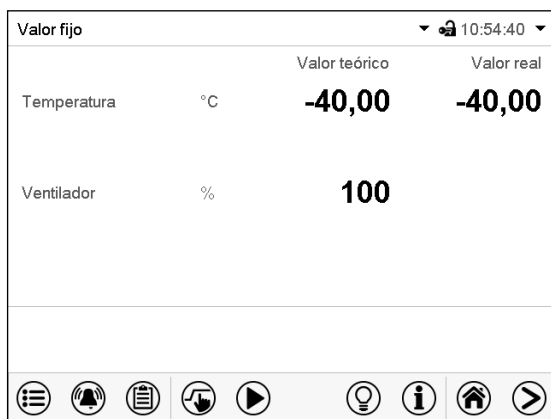 Valor fijo 10:54:40
Valor teórico Valor real
Temperatura °C -40,00 -40,00
Ventilador % 100